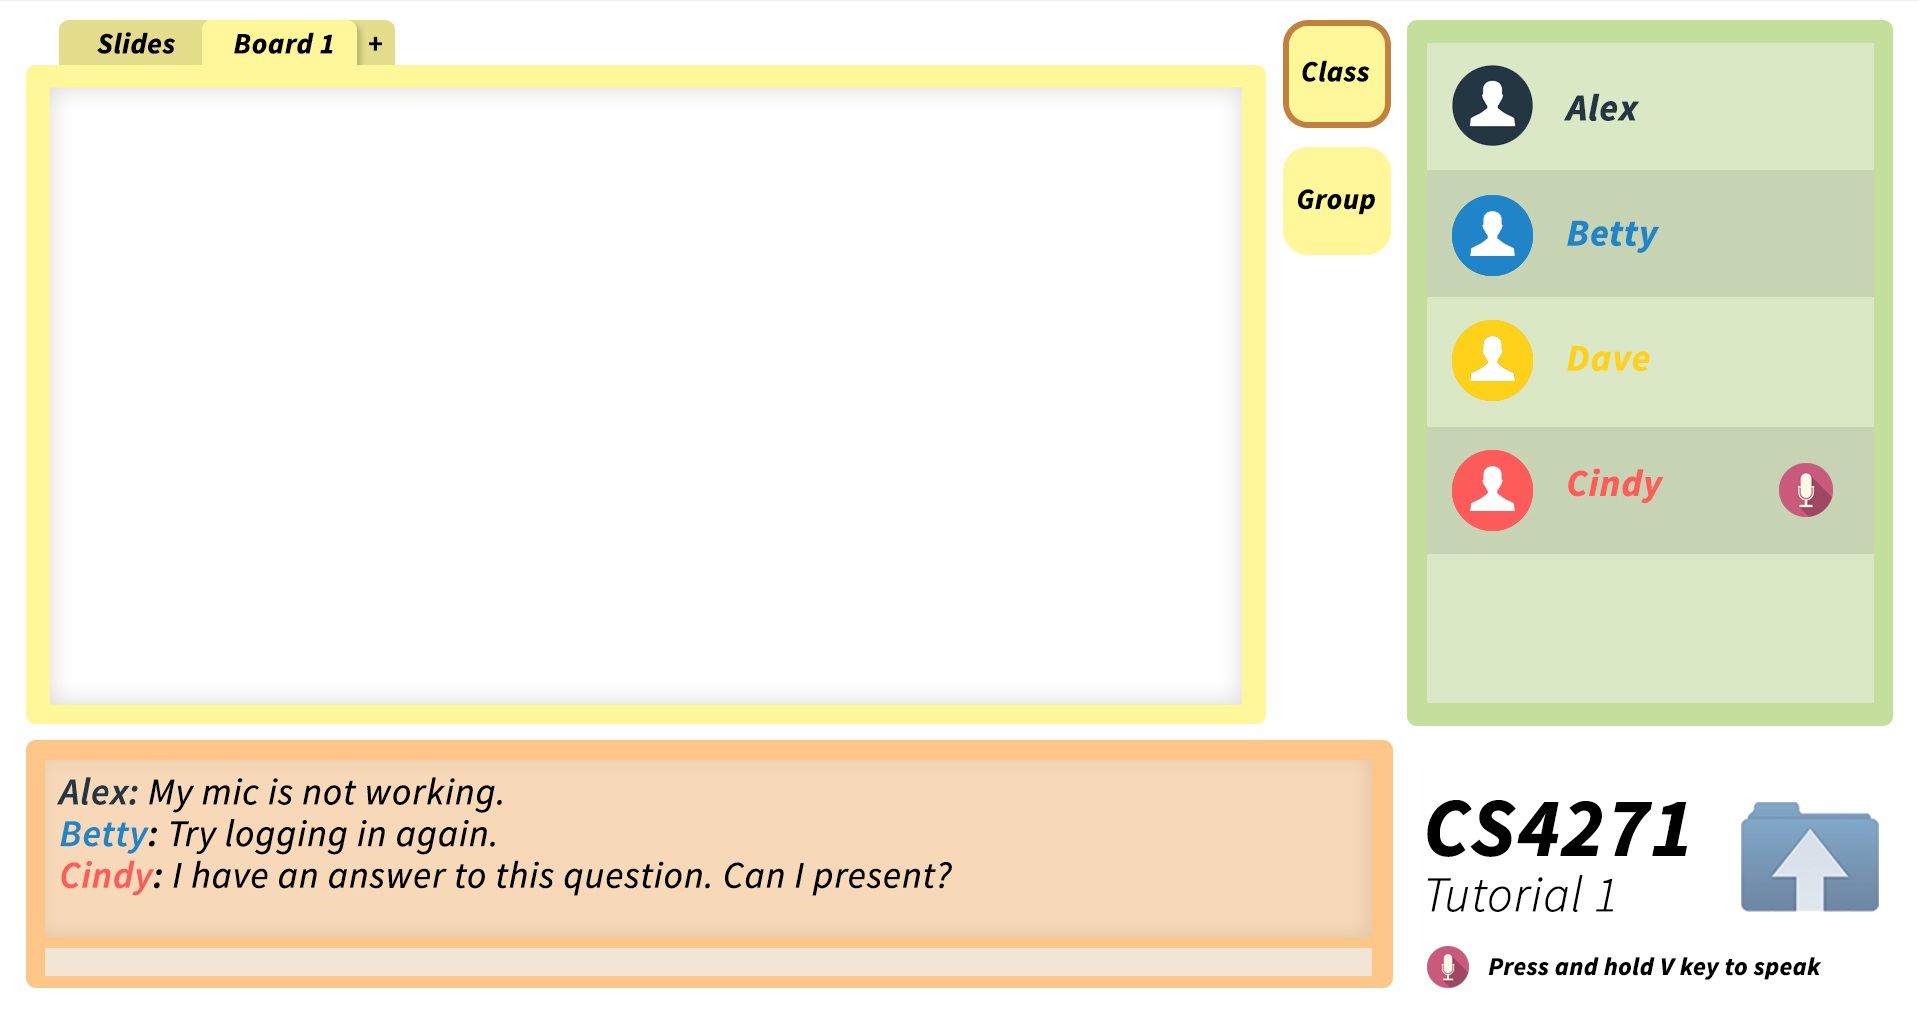 Slides
Board 1
+
Class
Group
Alex
Betty
Dave
Cindy
Alex: My mic is not working.
Betty: Try logging in again.
Cindy: I have an answer to this question. Can I present?
CS4271
Tutorial 1
Press and hold V key to speak